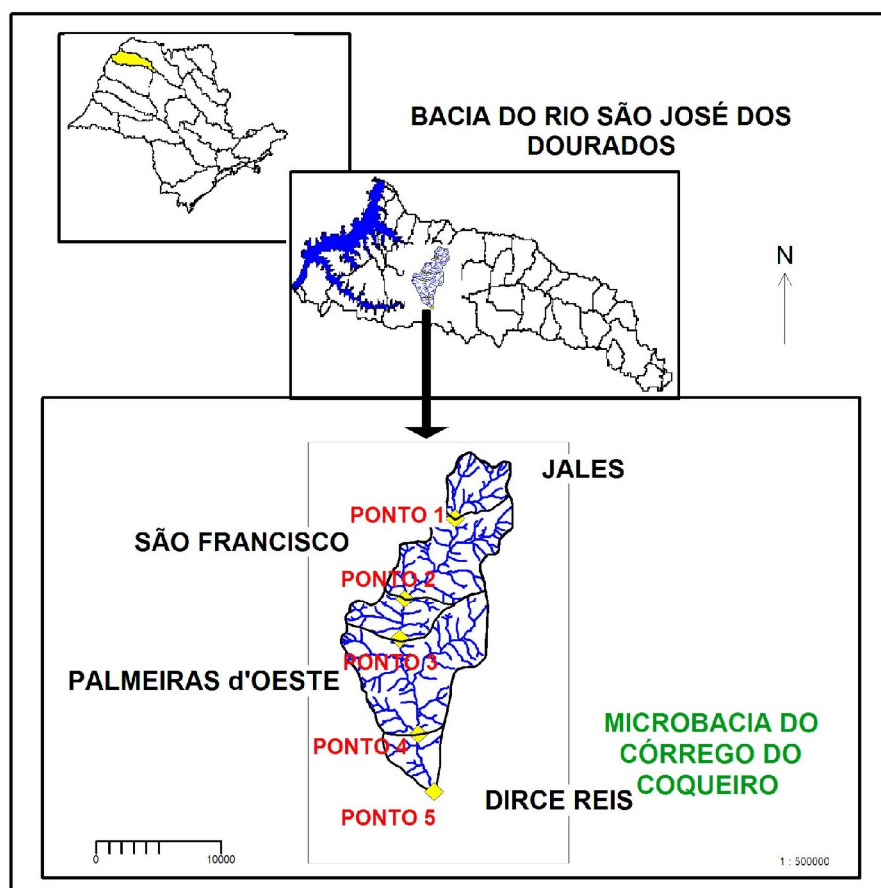 BACIA DO RIO SÃO JOSÉ DOS
DOURADOS
N
JALES
PONTO 1
SÃO FRANCISCO
PONTO 2
PONTO 3
PALMEIRAS d'OESTE
MICROBACIA DO
CÓRREGO DO
COQUEIRO
PONTO 4
DIRCE REIS
PONTO 5
0 10000
1 : 500000